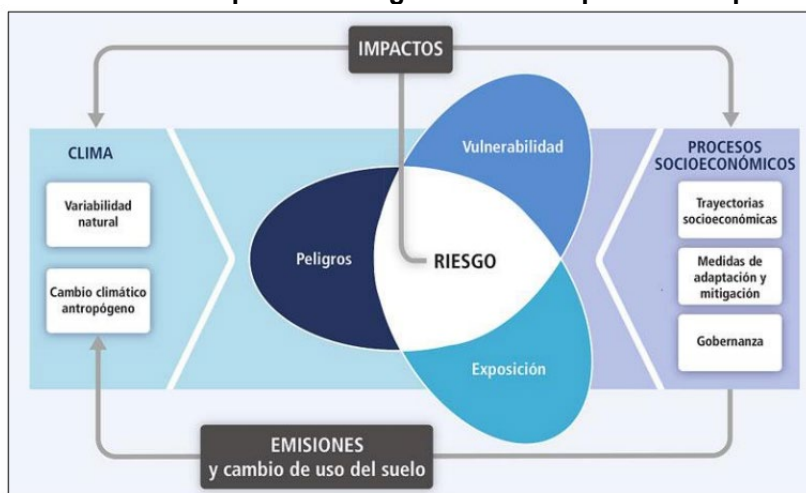 IMPACTOS
CLIMA
Variabilidad
natural
Cambio climático
antropógeno
Vulnerabilidad
Peligros
RIESGO
Exposición
PROCESOS
SOCIOECONÓMICOS
Trayectorias
socioeconómicas
Medidas de
adaptación y
mitigación
Gobernanza
EMISIONES
y cambio de uso del suelo